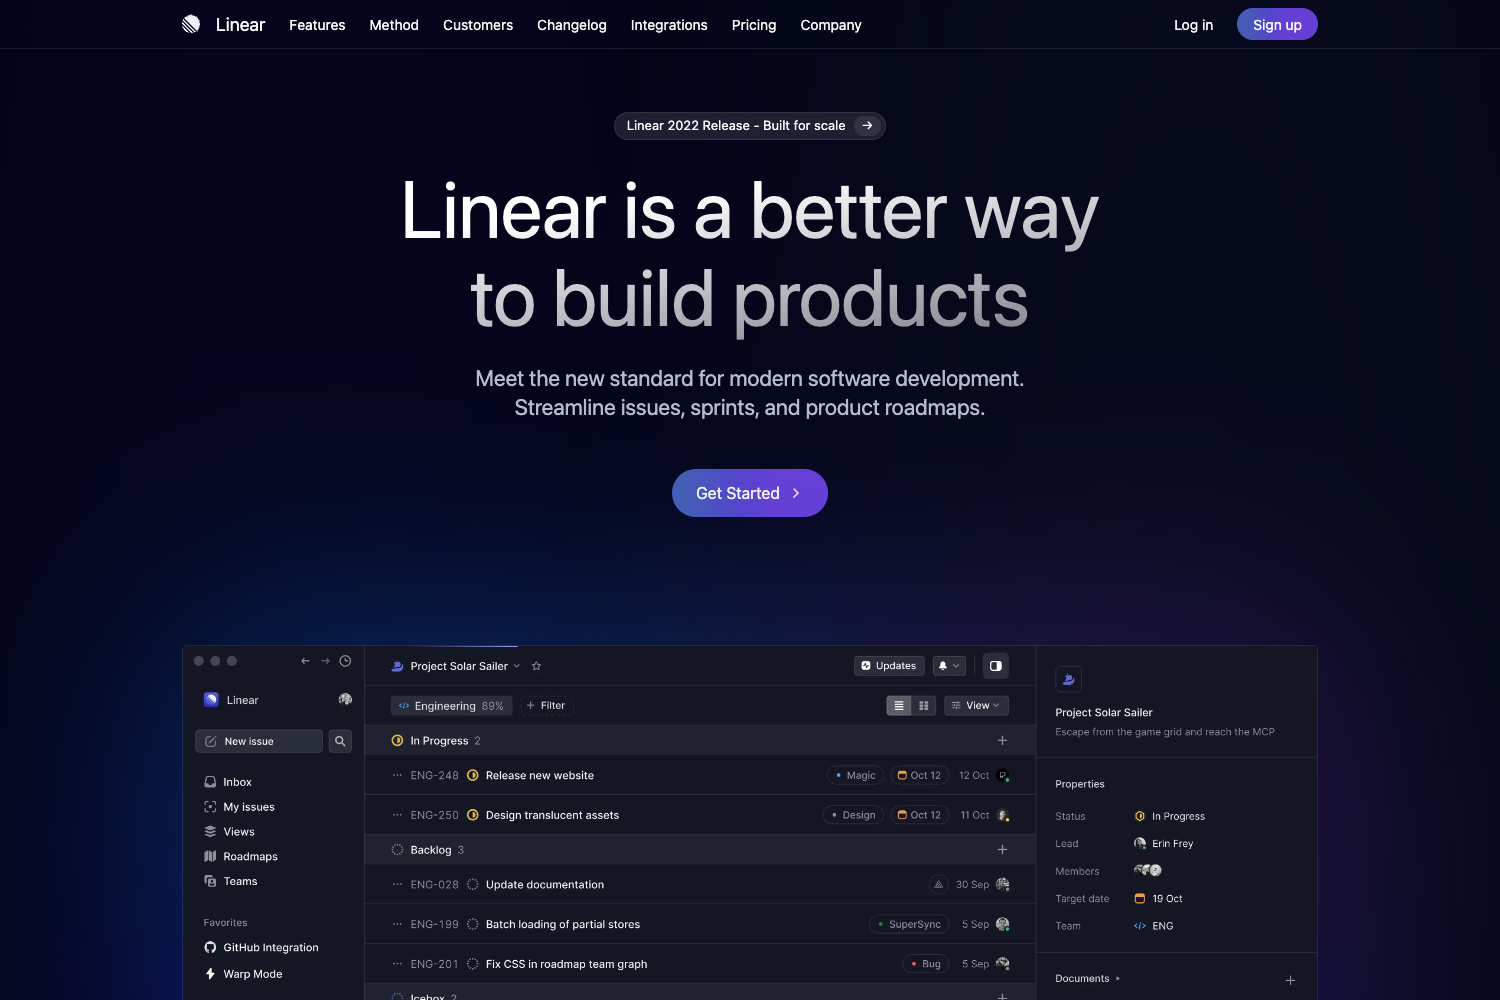 Linear Features Method Customers Changelog Integrations Pricing Company Log in Sign up
Linear 2022 Release - Built for scale
Linear is a better way
to build products
Meet the new standard for modern software development.
Streamline issues, sprints, and product roadmaps.
Get Started
Linear
New issue
Inbox
My issues
Views
Roadmaps
Teams
Favorites
GitHub Integration
Warp Mode
Project Solar Sailer Updates
Engineering 89% Filter View
In Progress 2
ENG-248 Release new website Magic Oct 12 12 Oct
ENG-250 Design translucent assets Design Oct 12 11 Oct
Backlog 3
ENG-028 Update documentation 30 Sep
ENG-199 Batch loading of partial stores SuperSync 5 Sep
ENG-201 Fix CSS in roadmap team graph Bug 5 Sep
Icebox 2
Project Solar Sailer
Escape from the game grid and reach the MCP
Properties
Status In Progress
Lead Erin Frey
Members
Target date 19 Oct
Team ENG
Documents